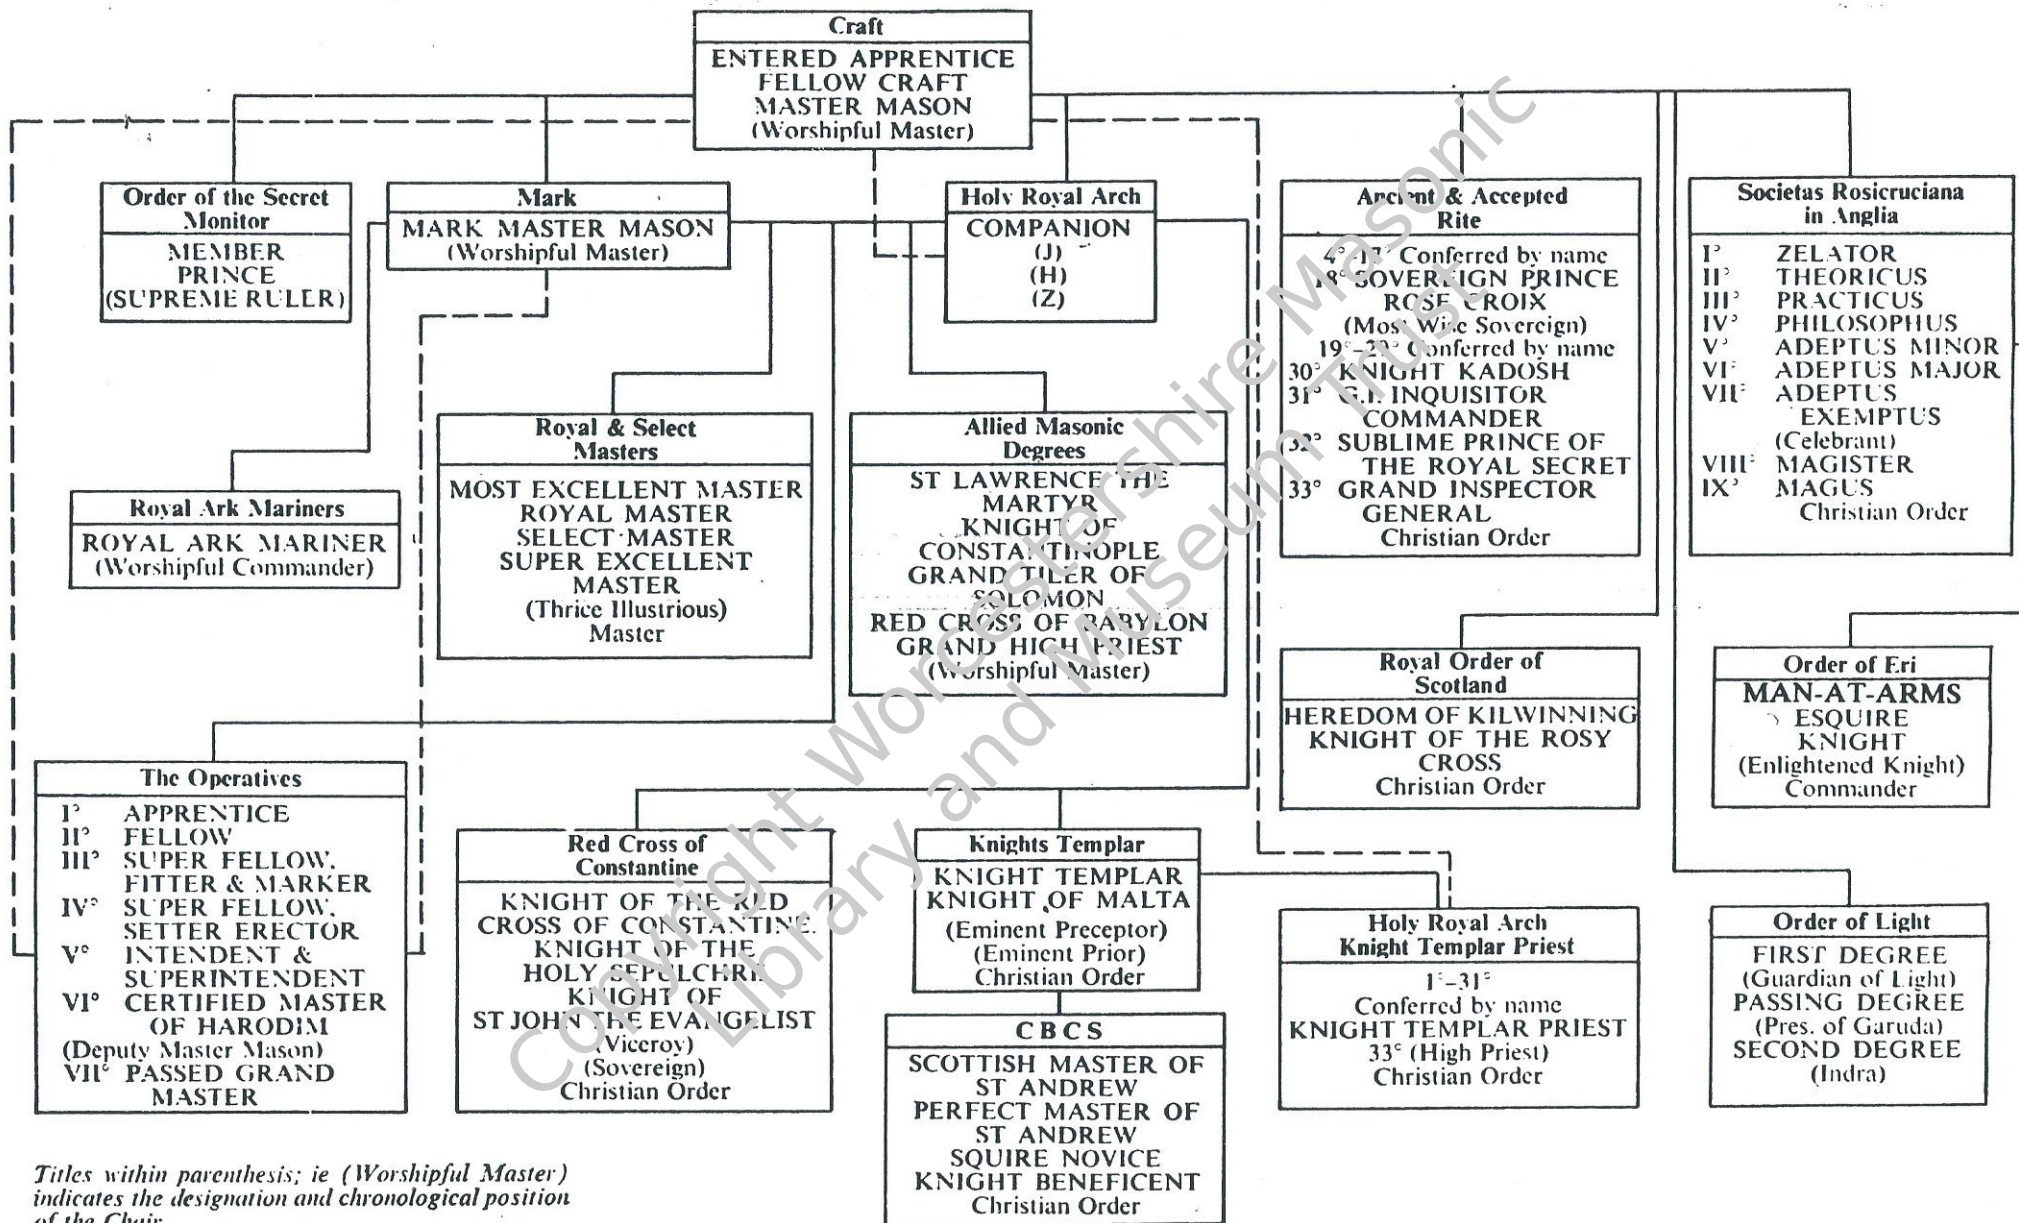 Craft
ENTERED APPRENTICE
FELLOW CRAFT
MASTER MASON
(Worshipful Master)
Order of the Secret
Monitor
MEMBER
PRINCE
(SUPREME RULER)
Mark
MARK MASTER MASON
(Worshipful Master)
Holy Royal Arch
COMPANION
(J)
(H)
(Z)
Ancient & Accepted
Rite
4°-17° Conferred by name
18° SOVEREIGN PRINCE
ROSE CROIX
(Most Wise Sovereign)
19°-29° Conferred by name
30° KNIGHT KADOSH
31° G.I. INQUISITOR
COMMANDER
32° SUBLIME PRINCE OF
THE ROYAL SECRET
33° GRAND INSPECTOR
GENERAL
Christian Order
Societas Rosicruciana
in Anglia
I° ZELATOR
II° THEORICUS
III° PRACTICUS
IV° PHILOSOPHUS
V° ADEPTUS MINOR
VI° ADEPTUS MAJOR
VII° ADEPTUS
EXEMPTUS
(Celebrant)
VIII° MAGISTER
IX° MAGUS
Christian Order
Royal Ark Mariners
ROYAL ARK MARINER
(Worshipful Commander)
Royal & Select
Masters
MOST EXCELLENT MASTER
ROYAL MASTER
SELECT MASTER
SUPER EXCELLENT
MASTER
(Thrice Illustrious)
Master
Allied Masonic
Degrees
ST LAWRENCE THE
MARTYR
KNIGHT OF
CONSTANTINOPLE
GRAND TILER OF
SOLOMON
RED CROSS OF BABYLON
GRAND HIGH PRIEST
(Worshipful Master)
Royal Order of
Scotland
HEREDOM OF KILWINNING
KNIGHT OF THE ROSY
CROSS
Christian Order
Order of Eri
MAN-AT-ARMS
ESQUIRE
KNIGHT
(Enlightened Knight)
Commander
The Operatives
I° APPRENTICE
II° FELLOW
III° SUPER FELLOW.
FITTER & MARKER
IV° SUPER FELLOW.
SETTER ERECTOR
V° INTENDENT &
SUPERINTENDENT
VI° CERTIFIED MASTER
OF HARODIM
(Deputy Master Mason)
VII° PASSED GRAND
MASTER
Red Cross of
Constantine
KNIGHT OF THE RED
CROSS OF CONSTANTINE.
KNIGHT OF THE
HOLY SEPULCHRE
KNIGHT OF
ST JOHN THE EVANGELIST
(Viceroy)
(Sovereign)
Christian Order
Knights Templar
KNIGHT TEMPLAR
KNIGHT OF MALTA
(Eminent Preceptor)
(Eminent Prior)
Christian Order
CBCS
SCOTTISH MASTER OF
ST ANDREW
PERFECT MASTER OF
ST ANDREW
SQUIRE NOVICE
KNIGHT BENEFICENT
Christian Order
Holy Royal Arch
Knight Templar Priest
1°-31°
Conferred by name
KNIGHT TEMPLAR PRIEST
33° (High Priest)
Christian Order
Order of Light
FIRST DEGREE
(Guardian of Light)
PASSING DEGREE
(Pres. of Garuda)
SECOND DEGREE
(Indra)
Titles within parenthesis; ie (Worshipful Master)
indicates the designation and chronological position
of the Chair
Copyright Worcestershire Masonic
Library and Museum Trust